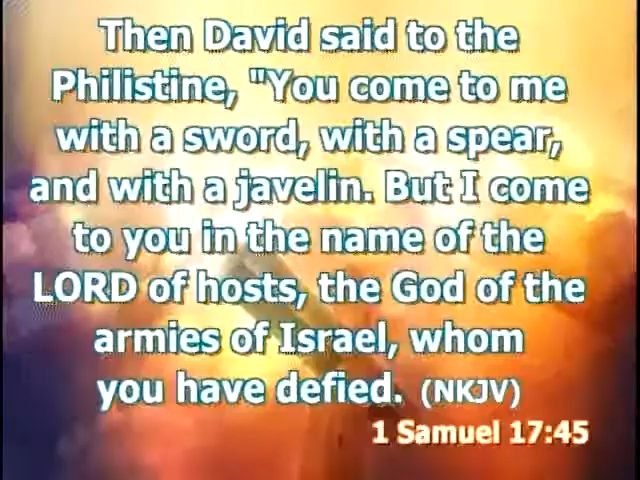 Then David said to the
Philistine, "You come to me
with a sword, with a spear,
and with a javelin. But I come
to you in the name of the
LORD of hosts, the God of the
armies of Israel, whom
you have defied. (NKJV)
1 Samuel 17:45